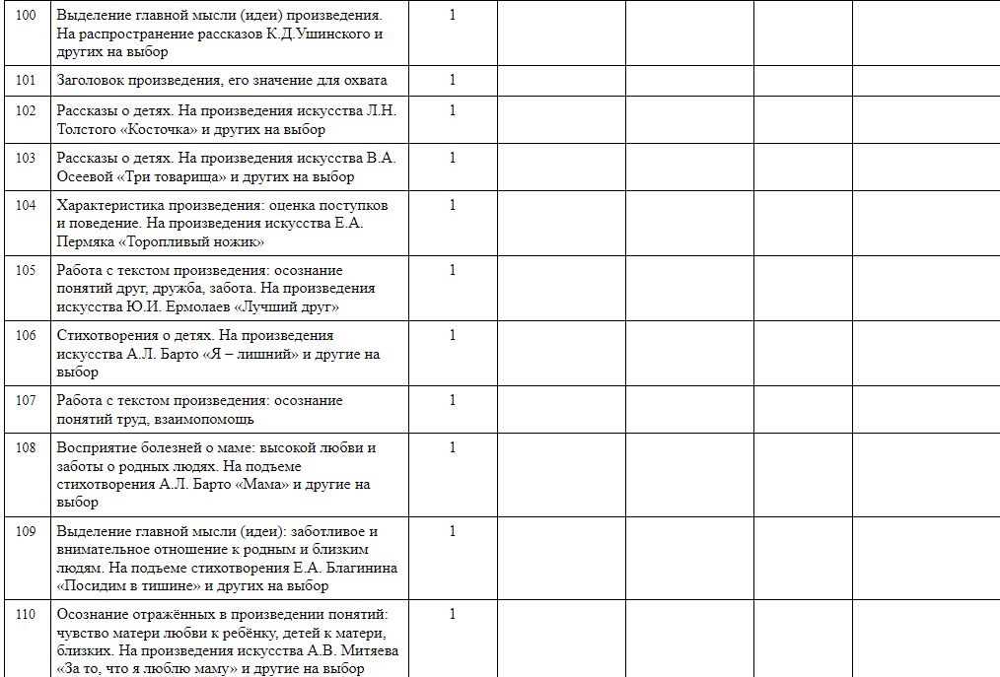 100 Выделение главной мысли (идеи) произведения. 1
На распространение рассказов К.Д.Ушинского и
других на выбор
101 Заголовок произведения, его значение для охвата 1
102 Рассказы о детях. На произведения искусства Л.Н. 1
Толстого «Косточка» и других на выбор
103 Рассказы о детях. На произведения искусства В.А. 1
Осеевой «Три товарища» и других на выбор
104 Характеристика произведения: оценка поступков 1
и поведение. На произведения искусства Е.А.
Пермяка «Торопливый ножик»
105 Работа с текстом произведения: осознание 1
понятий друг, дружба, забота. На произведения
искусства Ю.И. Ермолаев «Лучший друг»
106 Стихотворения о детях. На произведения 1
искусства А.Л. Барто «Я – лишний» и другие на
выбор
107 Работа с текстом произведения: осознание 1
понятий труд, взаимопомощь
108 Восприятие болезней о маме: высокой любви и 1
заботы о родных людях. На подъеме
стихотворения А.Л. Барто «Мама» и другие на
выбор
109 Выделение главной мысли (идеи): заботливое и 1
внимательное отношение к родным и близким
людям. На подъеме стихотворения Е.А. Благинина
«Посидим в тишине» и других на выбор
110 Осознание отражённых в произведении понятий: 1
чувство матери любви к ребёнку, детей к матери,
близких. На произведения искусства А.В. Митяева
«За то, что я люблю маму» и другие на выбор